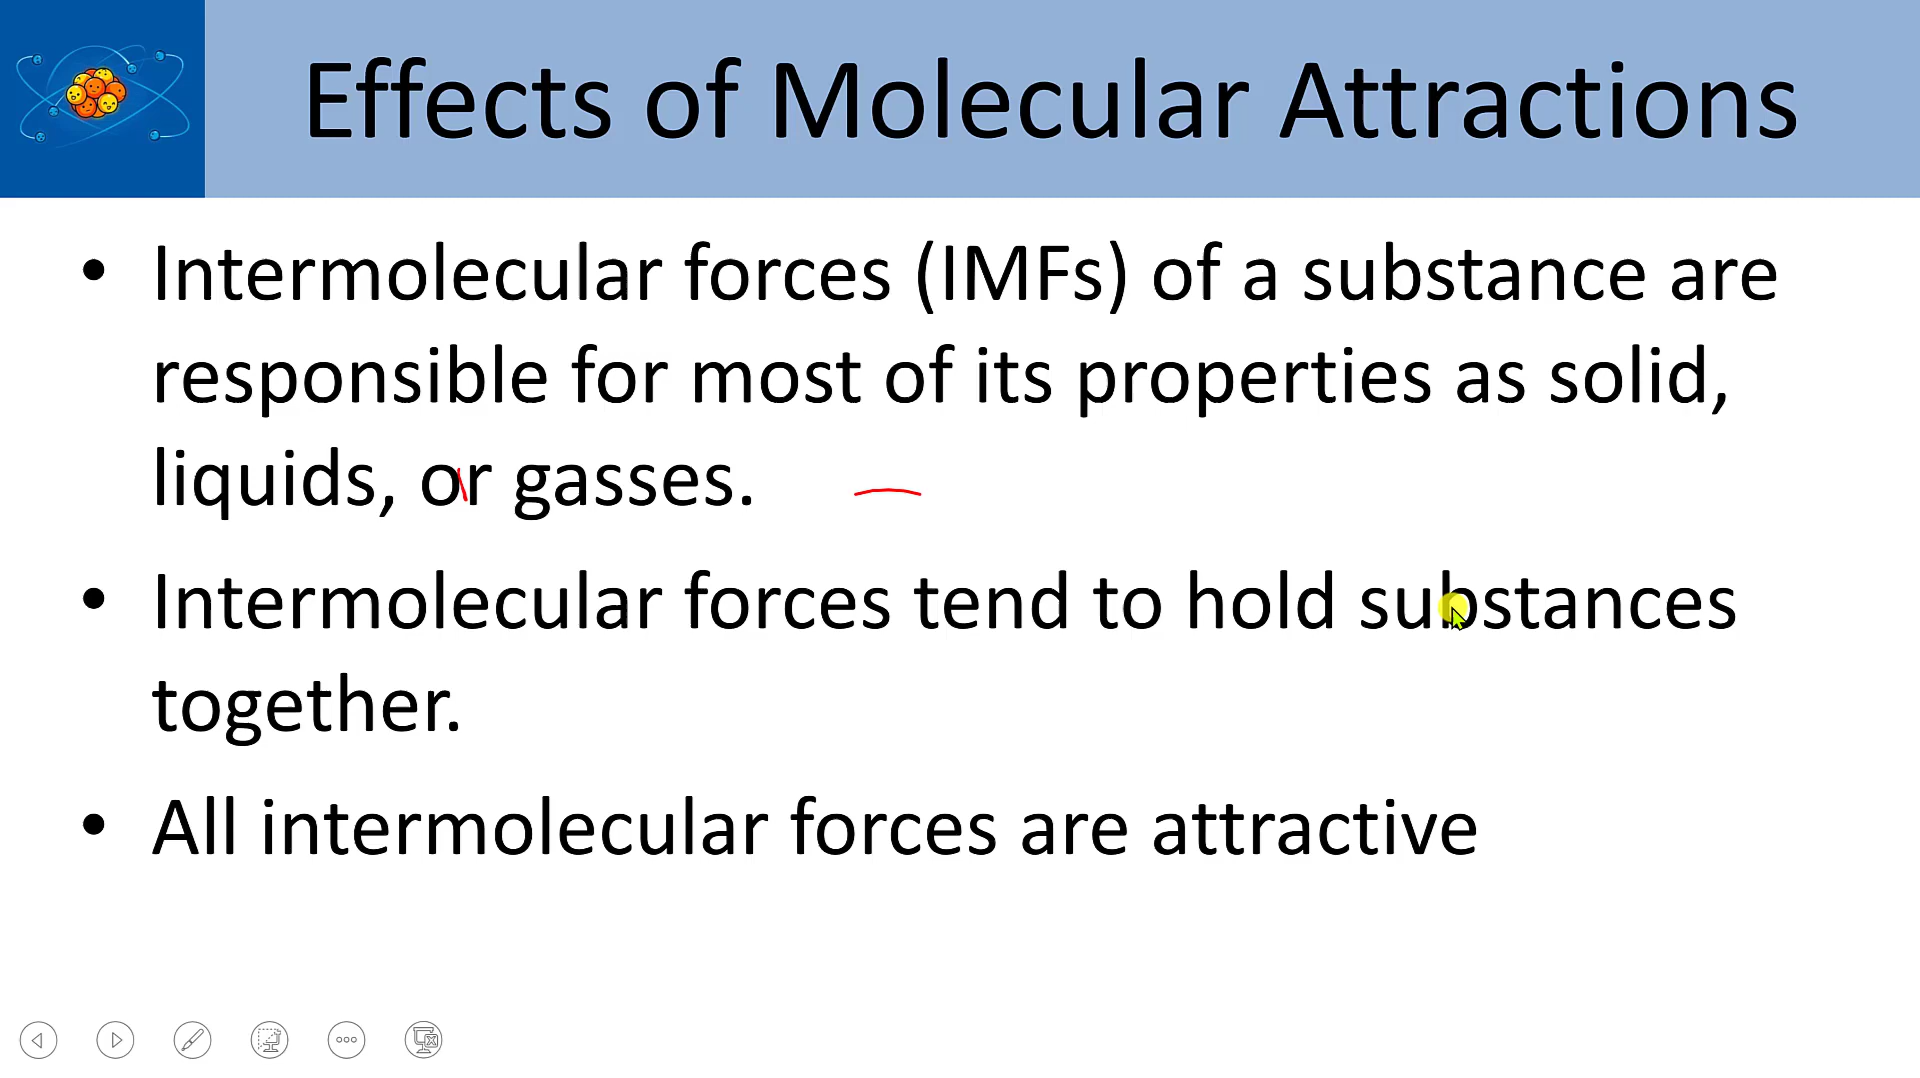 Effects of Molecular Attractions
• Intermolecular forces (IMFs) of a substance are
responsible for most of its properties as solid,
liquids, or gasses.
• Intermolecular forces tend to hold substances
together.
• All intermolecular forces are attractive